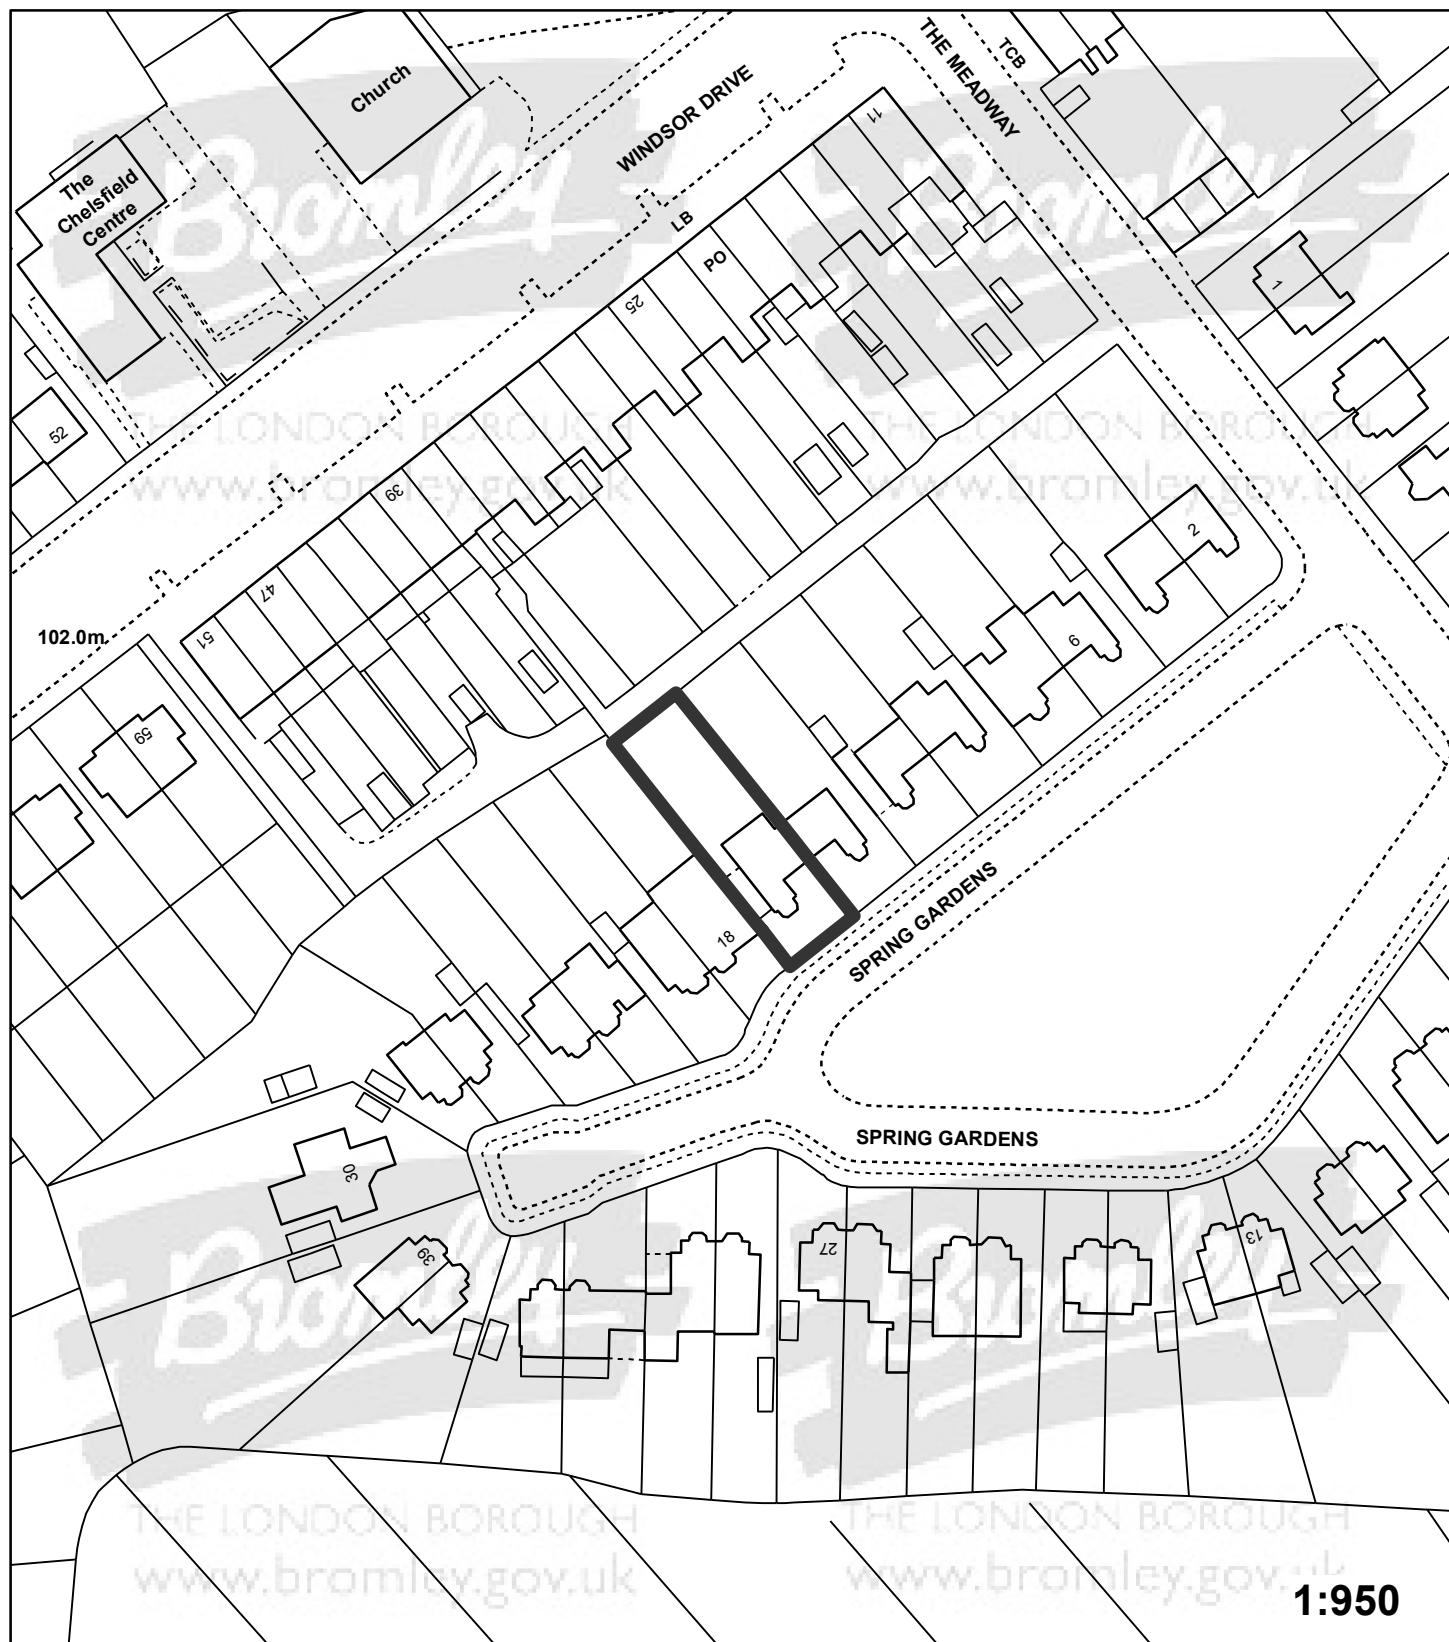 THE MEADWAY
TCB
Church
WINDSOR DRIVE
The
Chelsfield
Centre
11
LB
PO
25
1
52
39
2
47
51
102.0m
59
9
18
SPRING GARDENS
SPRING GARDENS
30
39
27
13
Bromley
THE LONDON BOROUGH
www.bromley.gov.uk
Bromley
THE LONDON BOROUGH
www.bromley.gov.uk
Bromley
THE LONDON BOROUGH
www.bromley.gov.uk
Bromley
THE LONDON BOROUGH
www.bromley.gov.uk
1:950